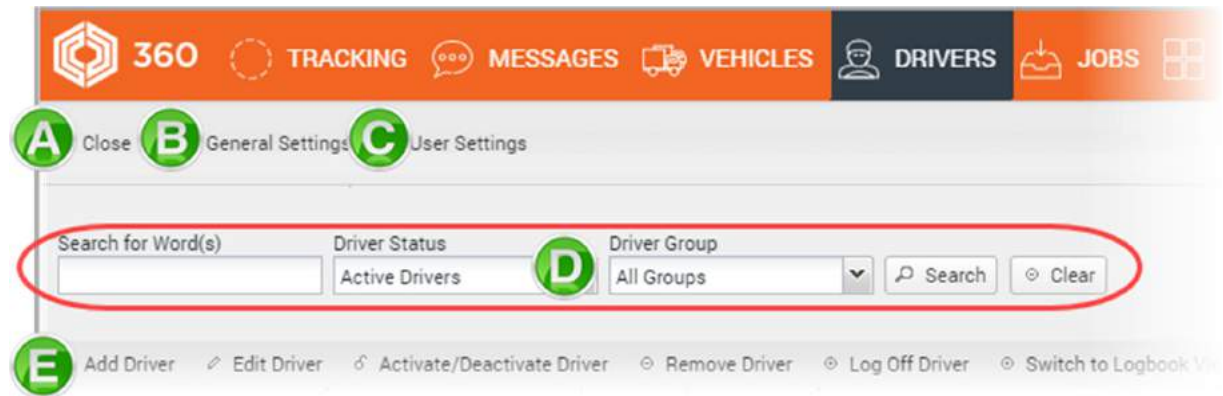 360 TRACKING MESSAGES VEHICLES DRIVERS JOBS
A Close B General Settings C User Settings
Search for Word(s) Driver Status Driver Group
Active Drivers D All Groups Search Clear
E Add Driver Edit Driver Activate/Deactivate Driver Remove Driver Log Off Driver Switch to Logbook